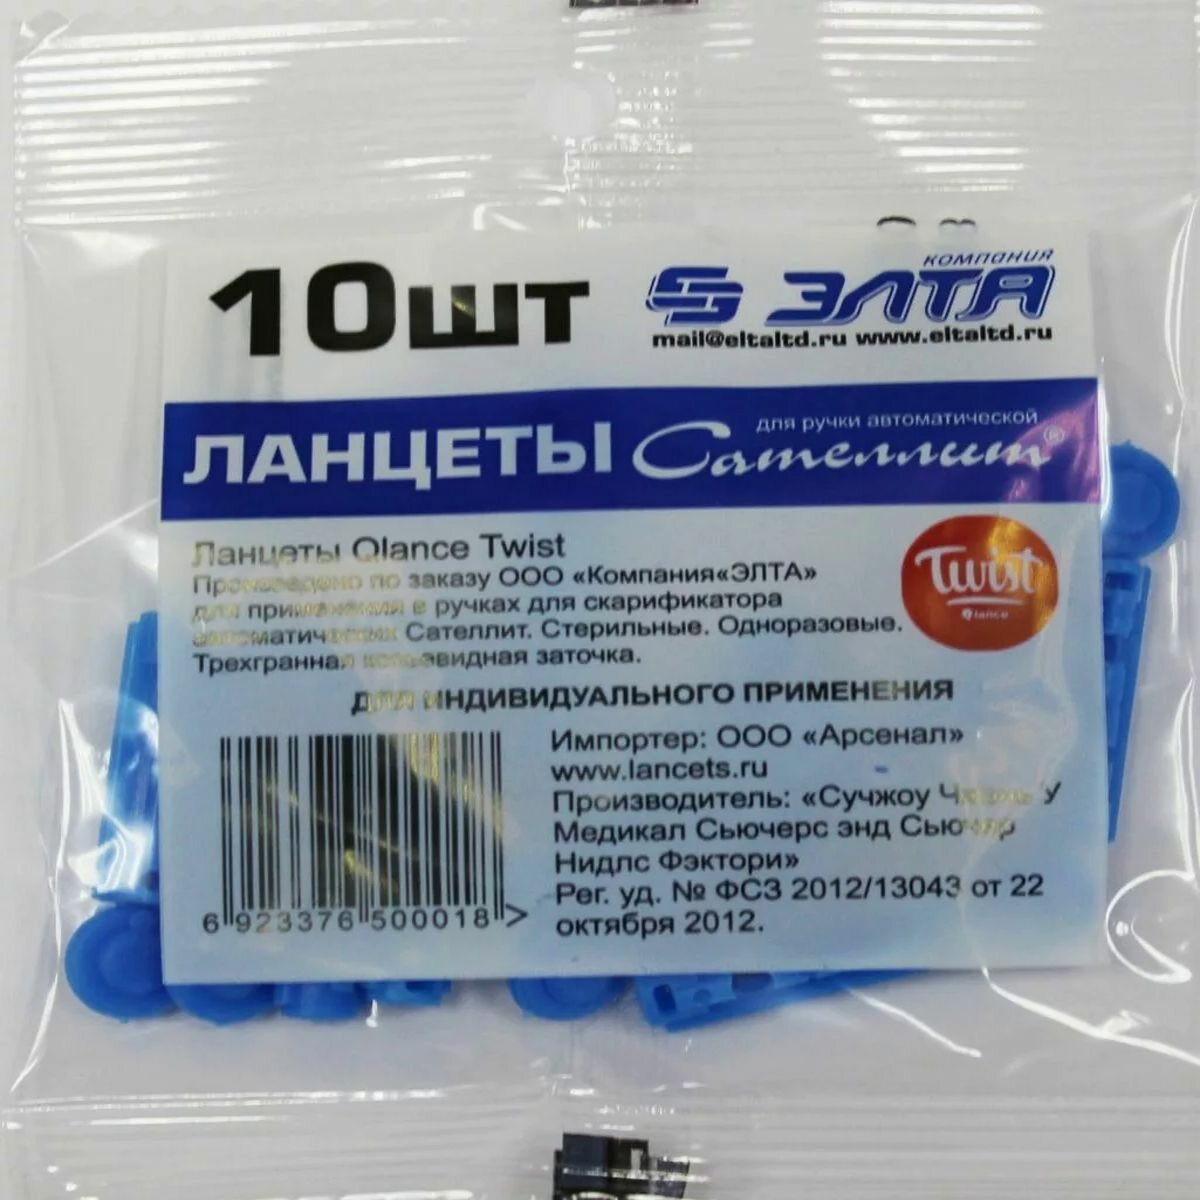 10шт
компания
ЭЛТА
mail@eltaltd.ru www.eltaltd.ru
для ручки автоматической
ЛАНЦЕТЫ Сателлит®
Ланцеты Qlance Twist
Произведено по заказу ООО «Компания«ЭЛТА»
для применения в ручках для скарификатора
автоматических Сателлит. Стерильные. Одноразовые.
Трехгранная копьевидная заточка.
Twist
Qlance
ДЛЯ ИНДИВИДУАЛЬНОГО ПРИМЕНЕНИЯ
Импортер: ООО «Арсенал»
www.lancets.ru
Производитель: «Сучжоу У
Медикал Сьючерс энд Сьючер
Нидлс Фэктори»
Рег. уд. № ФСЗ 2012/13043 от 22
октября 2012.
6 923376 500018 >